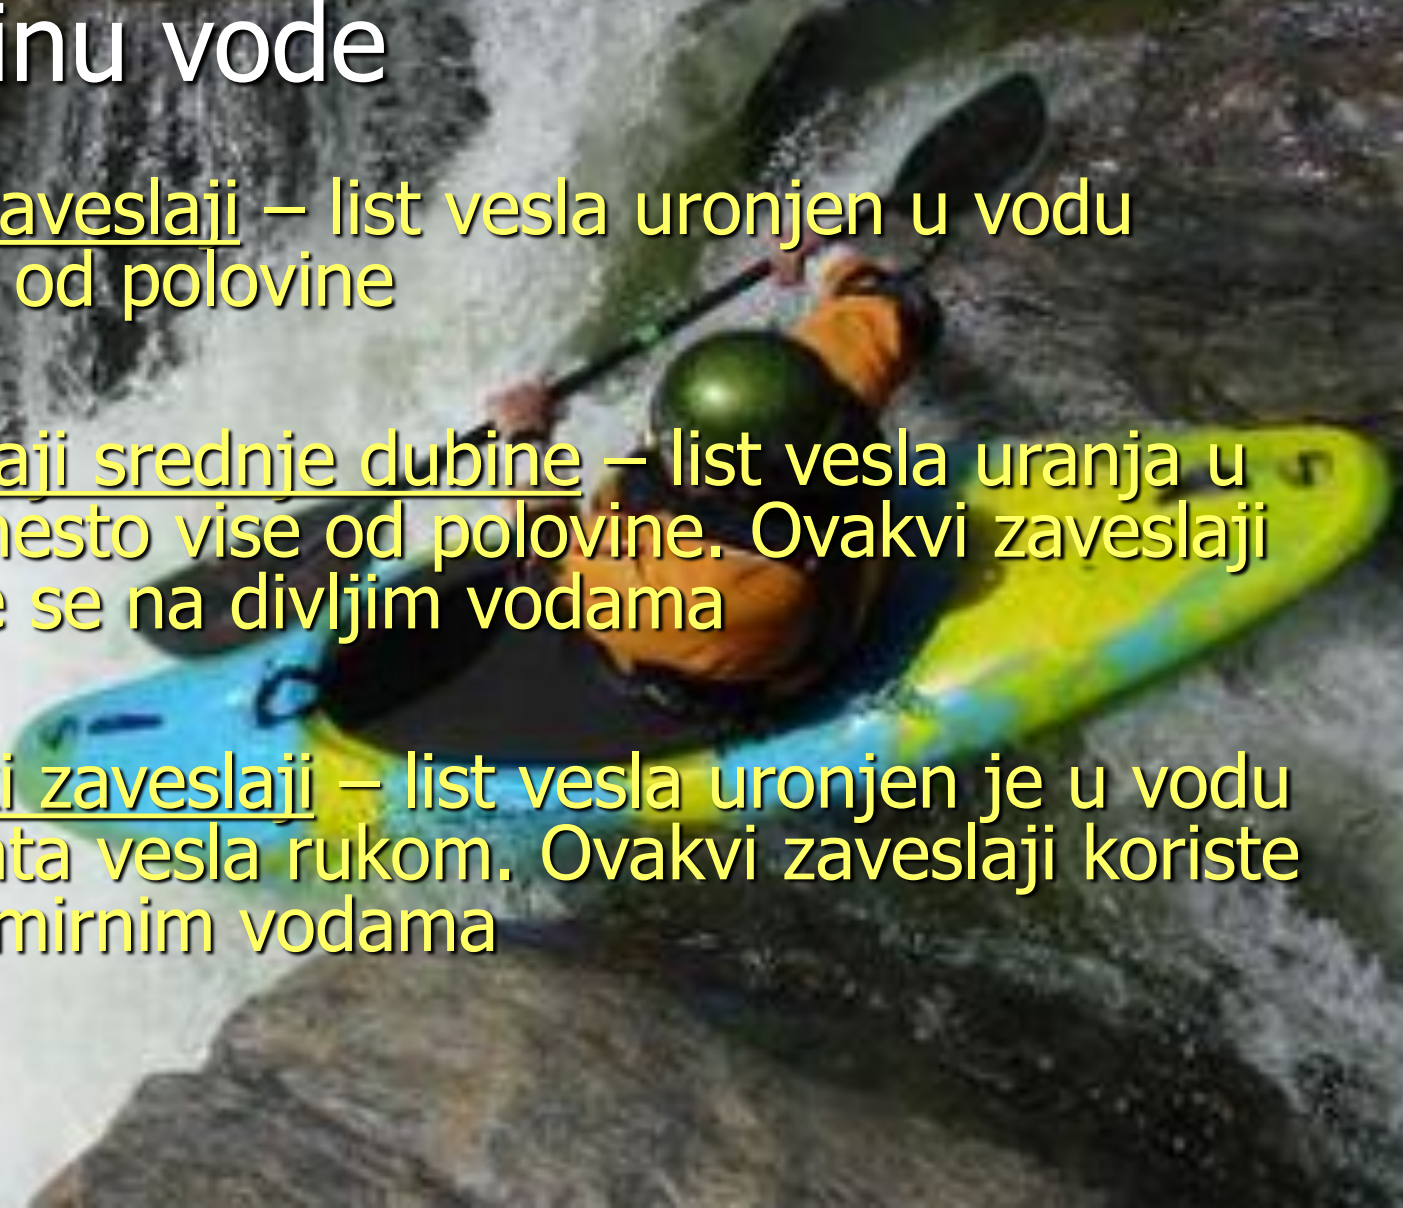 inu vode
aveslaji – list vesla uronjen u vodu
od polovine
aji srednje dubine – list vesla uranja u
esto vise od polovine. Ovakvi zaveslaji
se na divljim vodama
i zaveslaji – list vesla uronjen je u vodu
ata vesla rukom. Ovakvi zaveslaji koriste
mirnim vodama